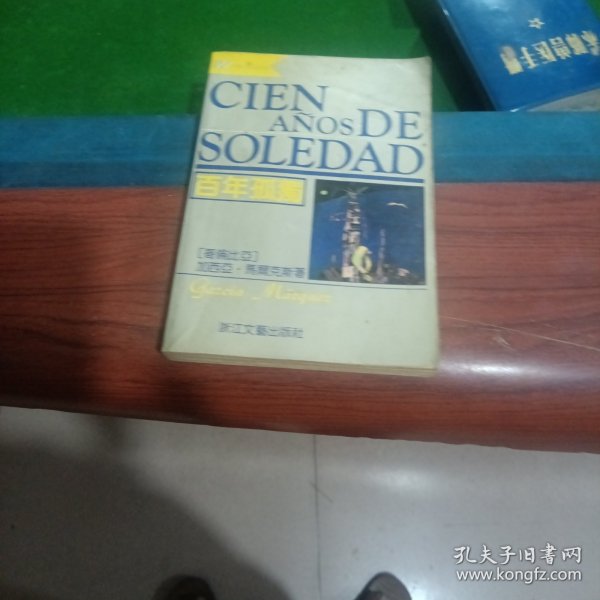 CIEN
AÑOS DE
SOLEDAD
百年孤獨
[哥倫比亞]
加西亞·馬爾克斯著
Garcia Marquez
浙江文藝出版社
孔夫子旧书网
www.kongfz.com